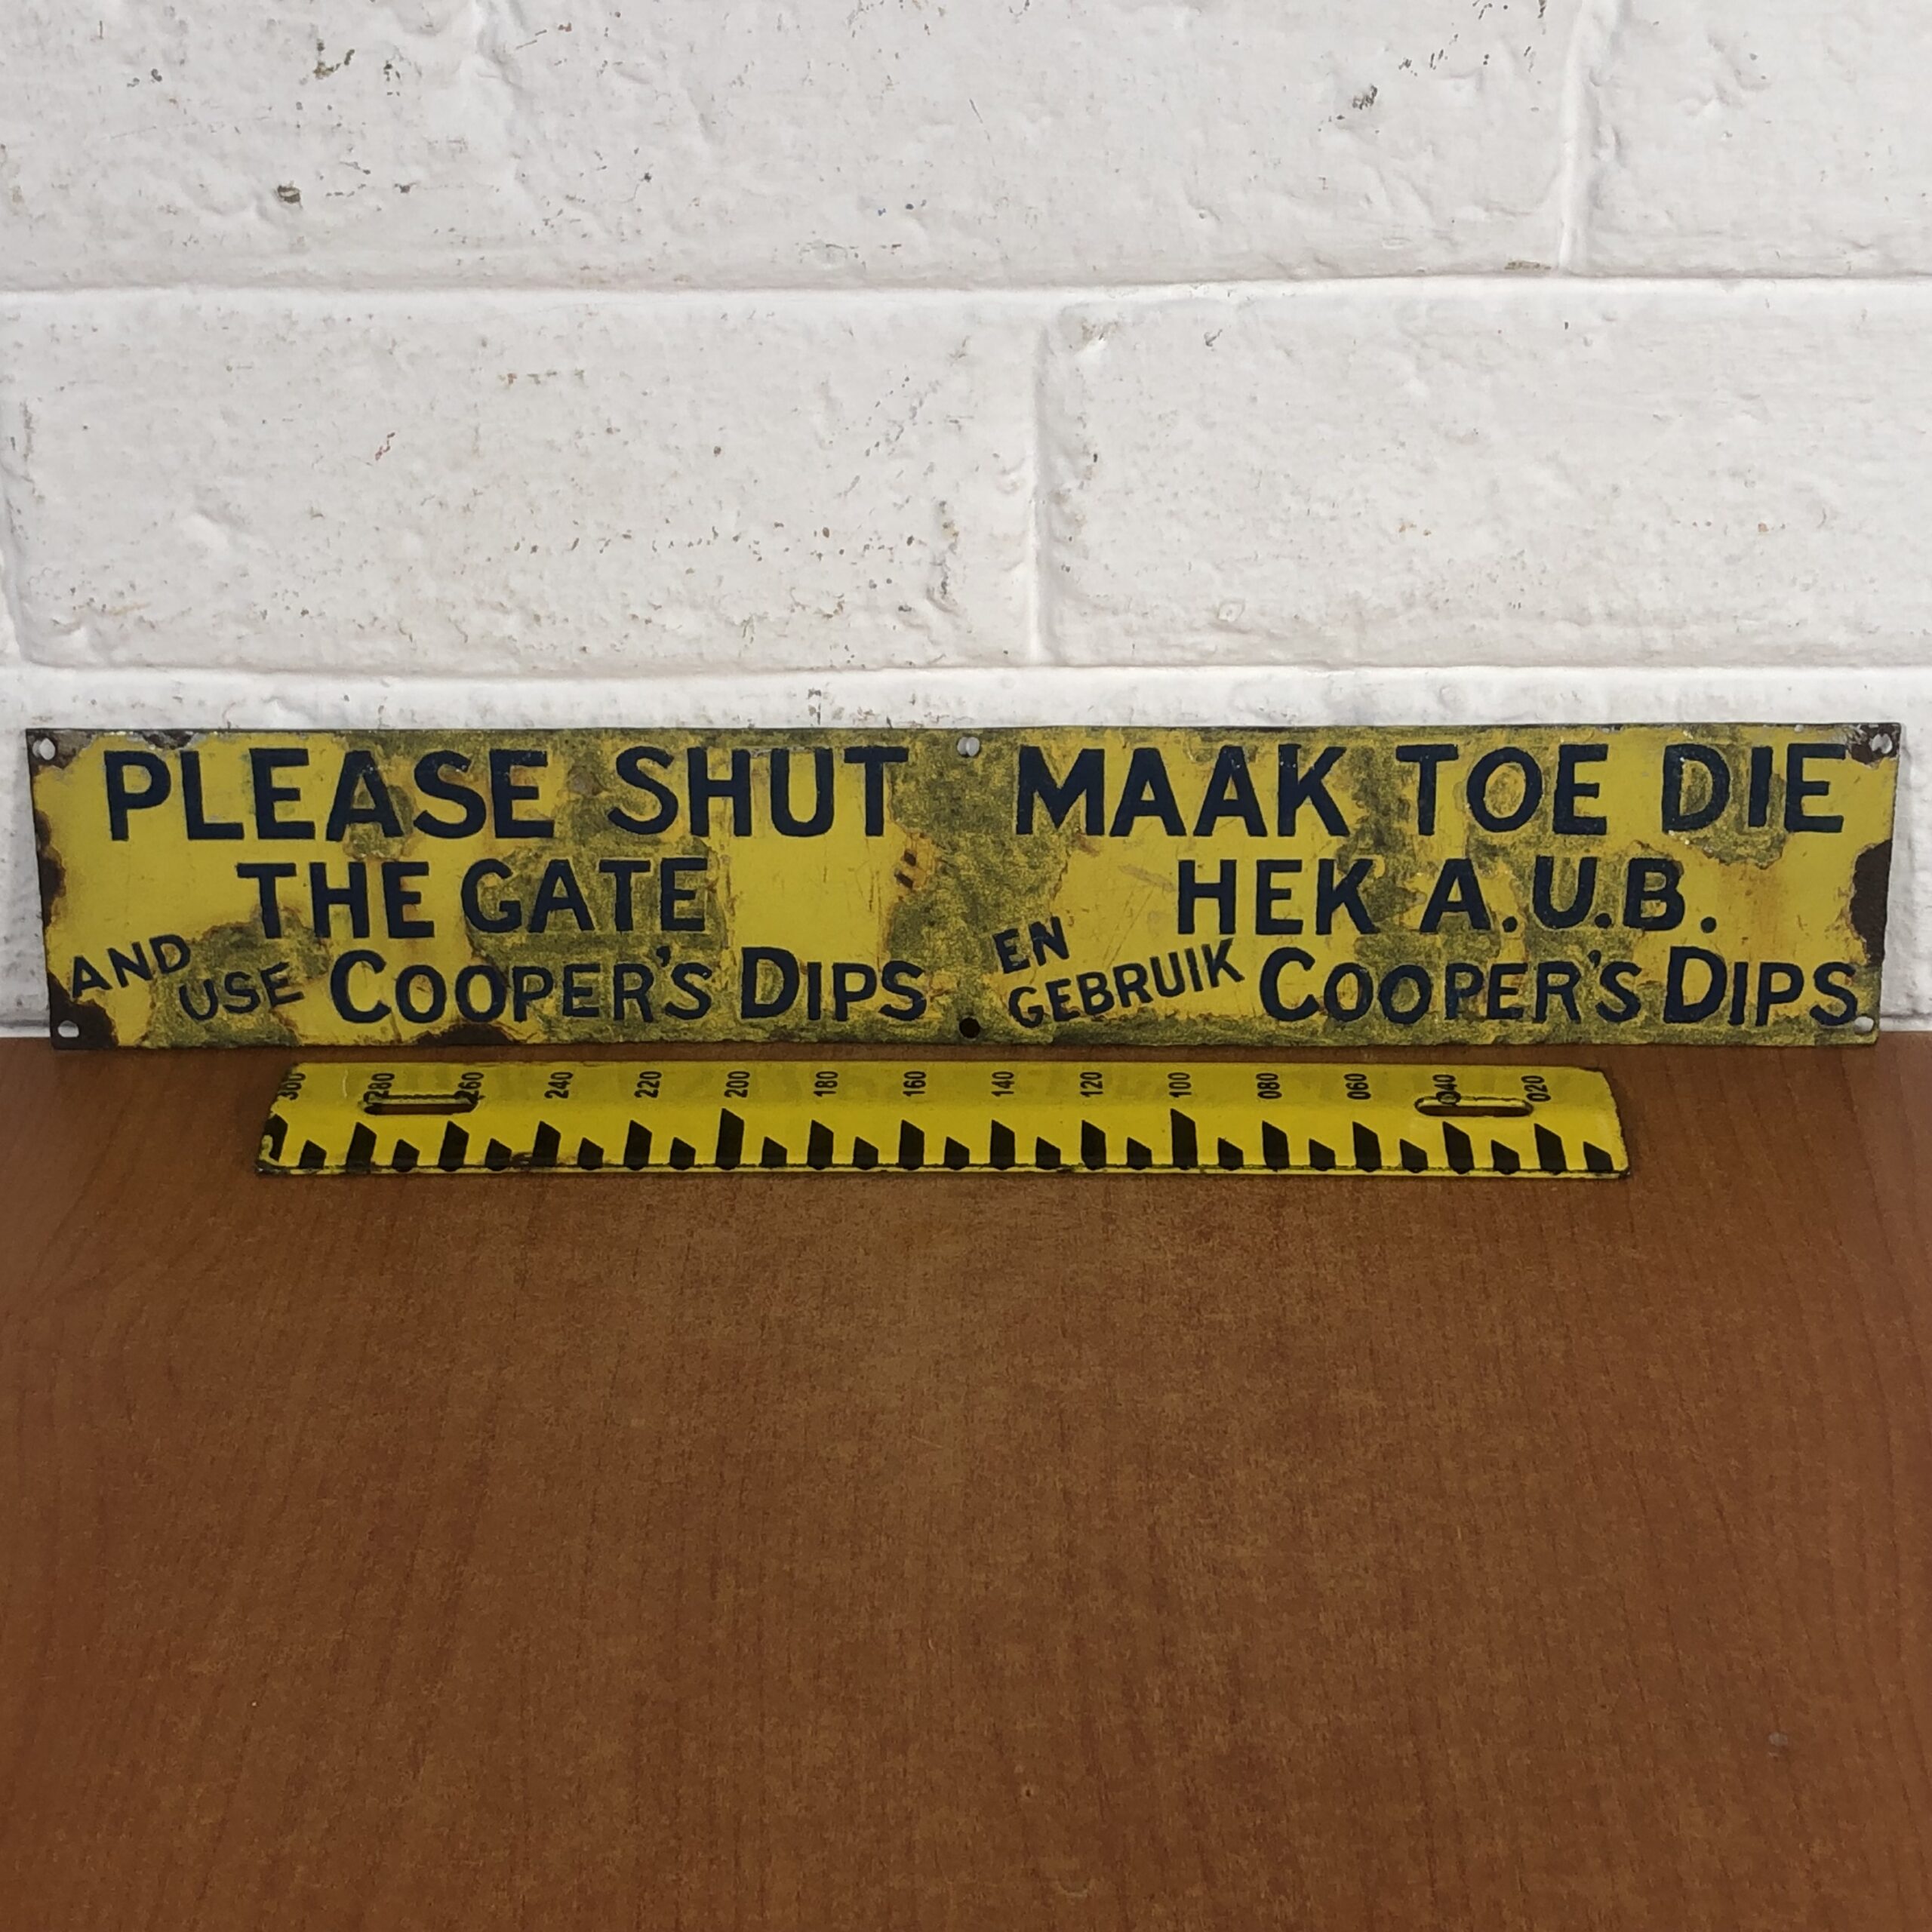 PLEASE SHUT
THE GATE
AND
USE COOPER'S DIPS
MAAK TOE DIE
HEK A.U.B.
EN
GEBRUIK COOPER'S DIPS
300 280 260 240 220 200 180 160 140 120 100 080 060 040 020